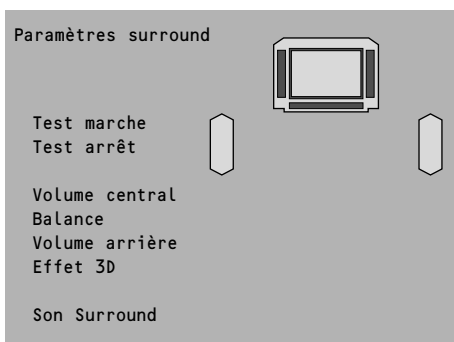 Paramètres surround
Test marche
Test arrêt
Volume central
Balance
Volume arrière
Effet 3D
Son Surround